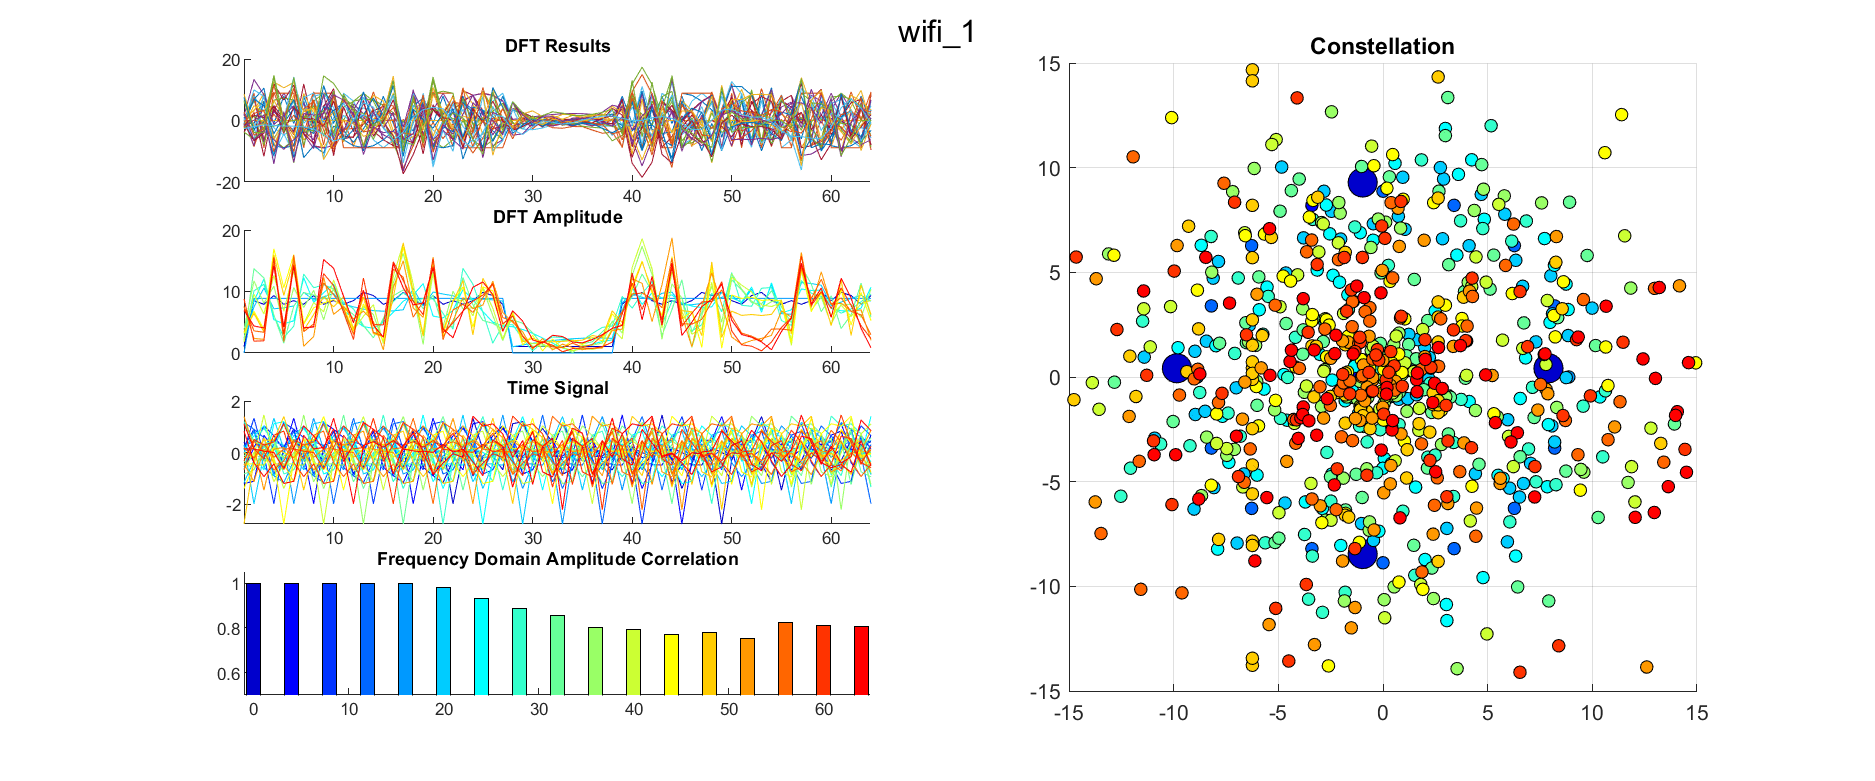 wifi_1
DFT Results
20
0
-20
10 20 30 40 50 60
DFT Amplitude
20
10
0
10 20 30 40 50 60
Time Signal
2
0
-2
10 20 30 40 50 60
Frequency Domain Amplitude Correlation
1
0.8
0.6
0 10 20 30 40 50 60
Constellation
15
10
5
0
-5
-10
-15
-15 -10 -5 0 5 10 15